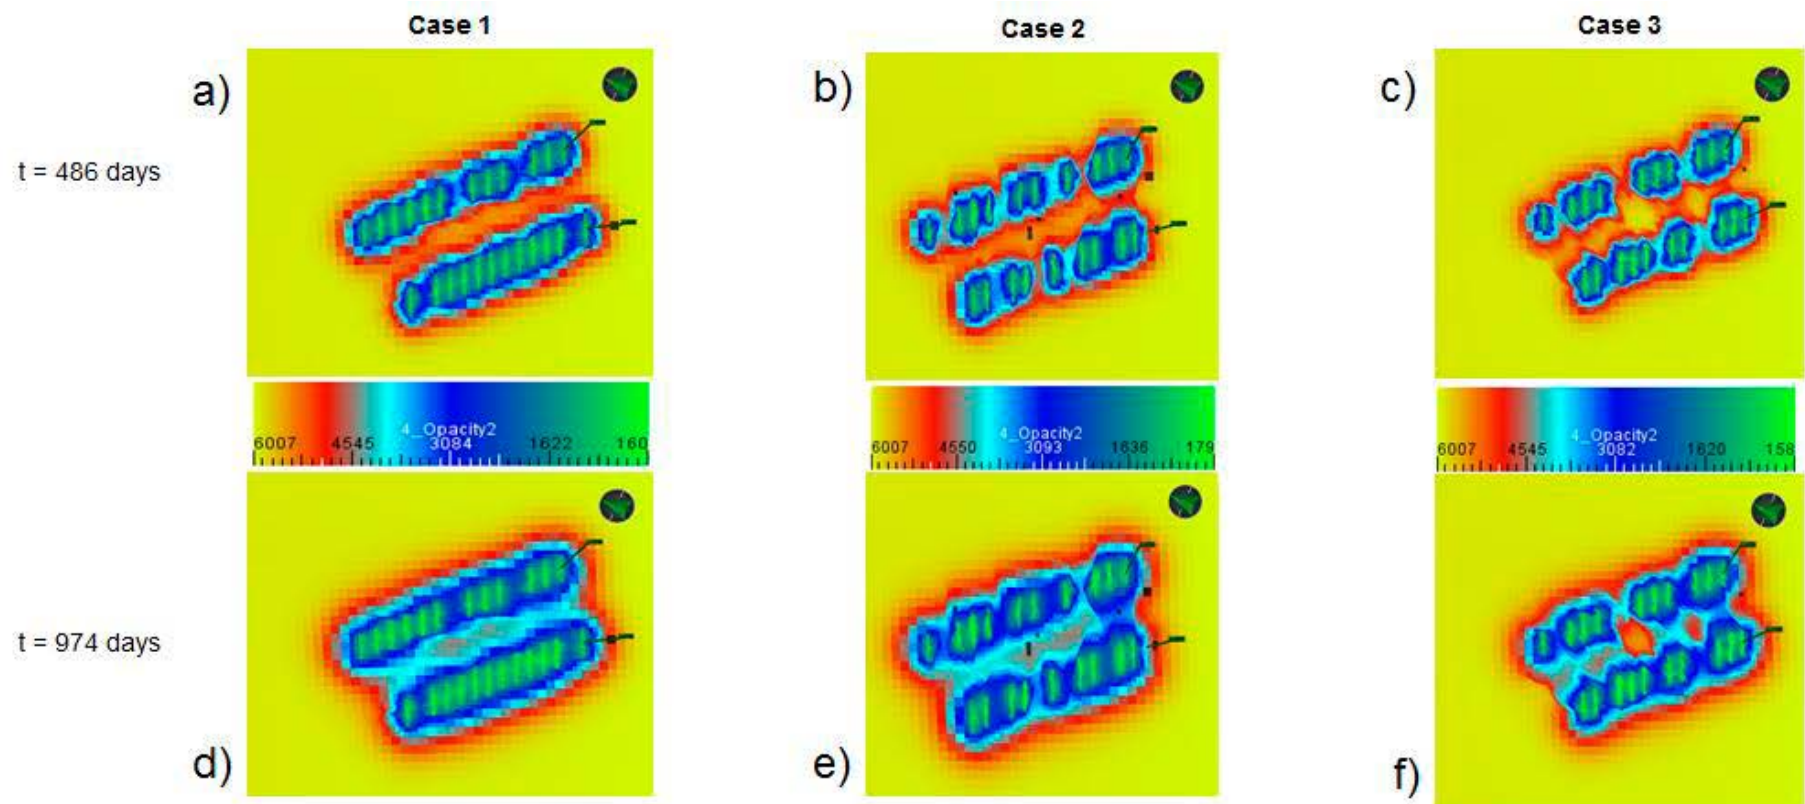 Case 1
Case 2
Case 3
a)
b)
c)
t = 486 days
4_Opacity2
6007 4545 3084 1622 160
4_Opacity2
6007 4550 3093 1636 179
4_Opacity2
6007 4545 3082 1620 158
t = 974 days
d)
e)
f)